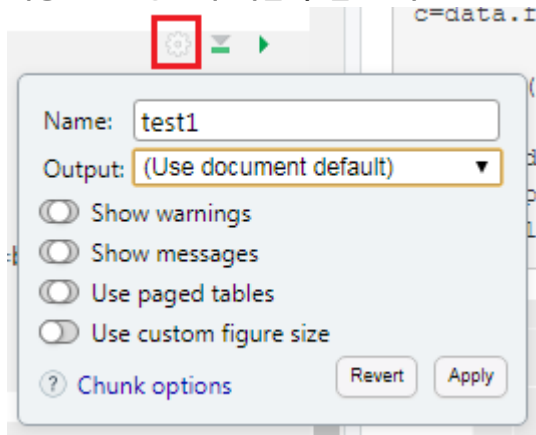 c=data.f
(
Name: test1
Output: (Use document default)
Show warnings
Show messages
Use paged tables
Use custom figure size
? Chunk options Revert Apply